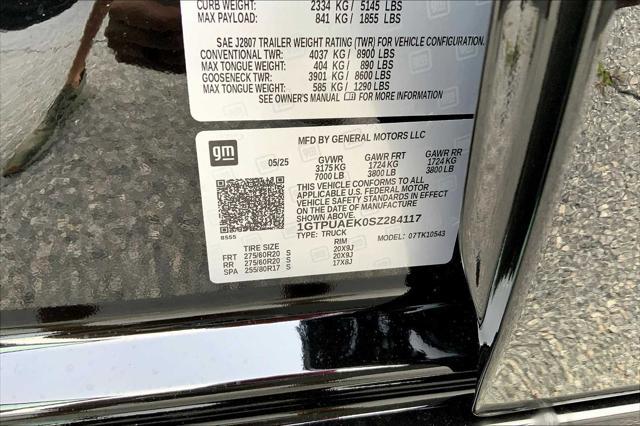 CURB WEIGHT: 2334 KG / 5145 LBS
MAX PAYLOAD: 841 KG / 1855 LBS
SAE J2807 TRAILER WEIGHT RATING (TWR) FOR VEHICLE CONFIGURATION.
CONVENTIONAL TWR: 4037 KG / 8900 LBS
MAX TONGUE WEIGHT: 404 KG / 890 LBS
GOOSENECK TWR: 3901 KG / 8600 LBS
MAX TONGUE WEIGHT: 585 KG / 1290 LBS
SEE OWNER'S MANUAL FOR MORE INFORMATION
gm
MFD BY GENERAL MOTORS LLC
05/25 GVWR GAWR FRT GAWR RR
3175 KG 1724 KG 1724 KG
7000 LB 3800 LB 3800 LB
THIS VEHICLE CONFORMS TO ALL
APPLICABLE U.S. FEDERAL MOTOR
VEHICLE SAFETY STANDARDS IN EFFECT
ON THE DATE OF MANUFACTURE
SHOWN ABOVE.
1GTPUAEK0SZ284117
8555 TYPE: TRUCK 07TK10543
TIRE SIZE RIM
FRT 275/60R20 S 20X9J
RR 275/60R20 S 20X9J
SPA 255/80R17 S 17X8J